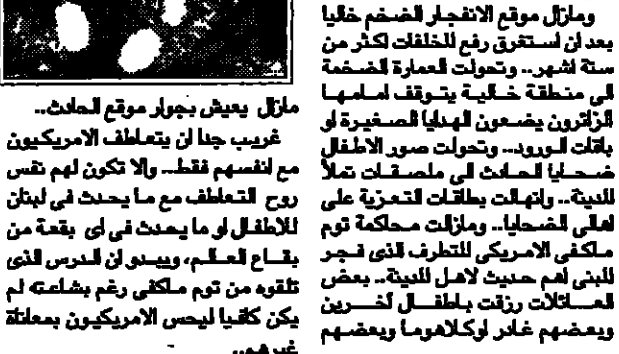 ومازال موقع الانفجار الضخم خاليا
بعد ان استغرق رفع المخلفات اكثر من
ستة اشهر.. وتحولت العمارة الضخمة
الى منطقة خالية يتوقف امامها
الزائرون يضعون الهدايا الصغيرة او
باقات الورود.. وتحولت صور الاطفال
ضحايا الحادث الى ملصقات تملأ
المدينة.. وانهالت بطاقات التعزية على
اهالى الضحايا.. ومازالت محاكمة توم
ماكفى الامريكى المتطرف الذى فجر
المبنى اهم حديث لاهل المدينة.. بعض
العسائلات رزقت باطفال اخرين
وبعضهم غادر اوكلاهوما وبعضهم
مازال يعيش بجوار موقع الحادث..
غريب جدا ان يتعاطف الامريكيون
مع انفسهم فقط.. والا تكون لهم نفس
روح التعاطف مع ما يحدث فى لبنان
للاطفال او ما يحدث فى اى بقعة من
بقاع العالم، ويبدو ان الدرس الذى
تلقوه من توم ماكفى رغم بشاعته لم
يكن كافيا ليحس الامريكيون بمعاناة
غيرهم..